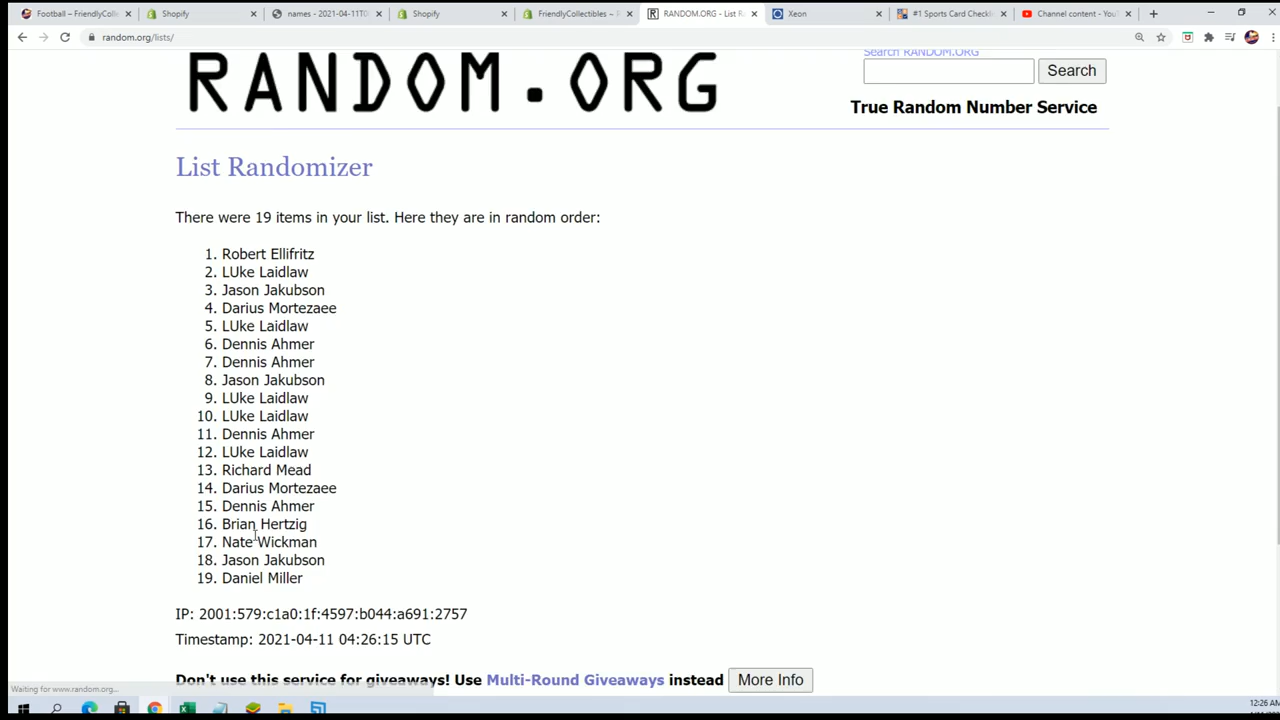 Football – FriendlyColle
Shopify
names - 2021-04-11T0
Shopify
FriendlyCollectibles ~
RANDOM.ORG - List R
Xeon
#1 Sports Card Checkli
Channel content - You
random.org/lists/
RANDOM.ORG
Search RANDOM.ORG
Search
True Random Number Service
List Randomizer
There were 19 items in your list. Here they are in random order:
1. Robert Ellifritz
2. LUke Laidlaw
3. Jason Jakubson
4. Darius Mortezaee
5. LUke Laidlaw
6. Dennis Ahmer
7. Dennis Ahmer
8. Jason Jakubson
9. LUke Laidlaw
10. LUke Laidlaw
11. Dennis Ahmer
12. LUke Laidlaw
13. Richard Mead
14. Darius Mortezaee
15. Dennis Ahmer
16. Brian Hertzig
17. Nate Wickman
18. Jason Jakubson
19. Daniel Miller
IP: 2001:579:c1a0:1f:4597:b044:a691:2757
Timestamp: 2021-04-11 04:26:15 UTC
Don't use this service for giveaways! Use Multi-Round Giveaways instead
More Info
Waiting for www.random.org...
12:26 AM